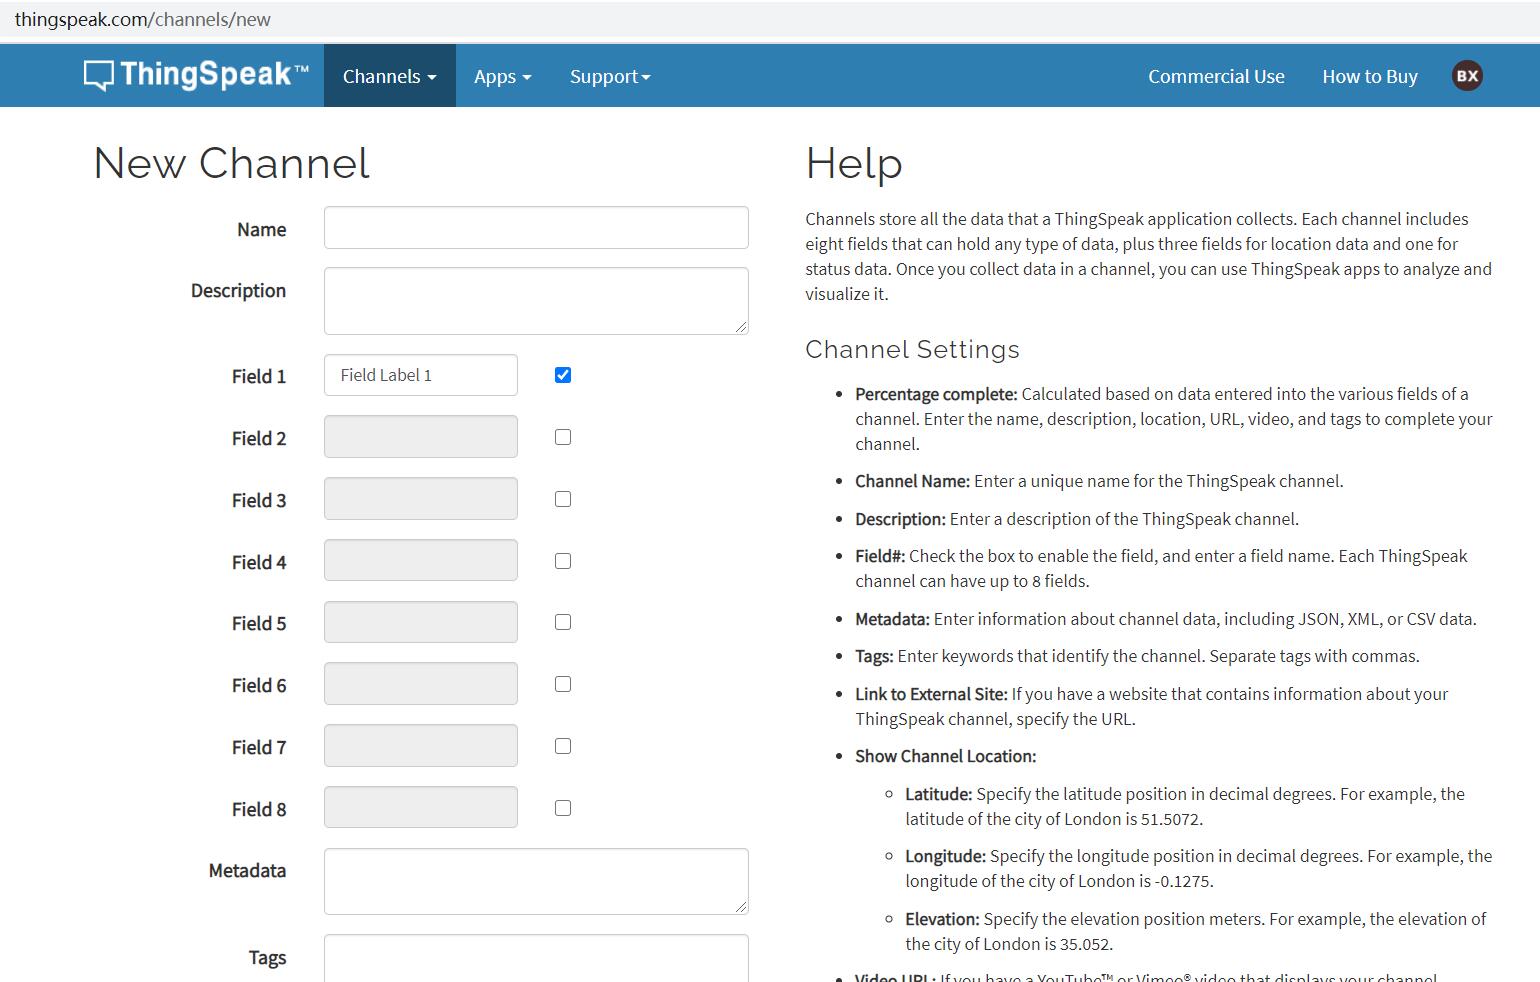 thingspeak.com/channels/new
ThingSpeak™ Channels Apps Support Commercial Use How to Buy BX
New Channel
Name
Description
Field 1 Field Label 1
Field 2
Field 3
Field 4
Field 5
Field 6
Field 7
Field 8
Metadata
Tags
Help
Channels store all the data that a ThingSpeak application collects. Each channel includes
eight fields that can hold any type of data, plus three fields for location data and one for
status data. Once you collect data in a channel, you can use ThingSpeak apps to analyze and
visualize it.
Channel Settings
• Percentage complete: Calculated based on data entered into the various fields of a
channel. Enter the name, description, location, URL, video, and tags to complete your
channel.
• Channel Name: Enter a unique name for the ThingSpeak channel.
• Description: Enter a description of the ThingSpeak channel.
• Field#: Check the box to enable the field, and enter a field name. Each ThingSpeak
channel can have up to 8 fields.
• Metadata: Enter information about channel data, including JSON, XML, or CSV data.
• Tags: Enter keywords that identify the channel. Separate tags with commas.
• Link to External Site: If you have a website that contains information about your
ThingSpeak channel, specify the URL.
• Show Channel Location:
◦ Latitude: Specify the latitude position in decimal degrees. For example, the
latitude of the city of London is 51.5072.
◦ Longitude: Specify the longitude position in decimal degrees. For example, the
longitude of the city of London is -0.1275.
◦ Elevation: Specify the elevation position meters. For example, the elevation of
the city of London is 35.052.
• Video URL: If you have a YouTube™ or Vimeo® video that displays your channel